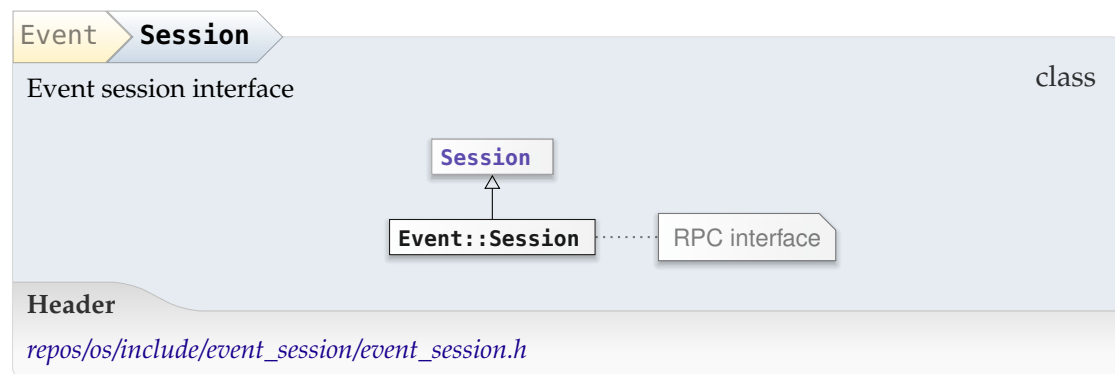 Event Session
Event session interface
class
Session
Event::Session
RPC interface
Header
repos/os/include/event_session/event_session.h